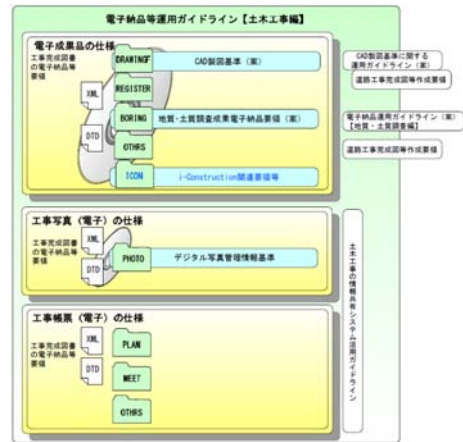 電子納品等運用ガイドライン【土木工事編】
電子成果品の仕様
工事完成図書
の電子納品等
要領
XML
DTD
DRAWINGF
CAD製図基準（案）
REGISTER
BORING
地質・土質調査成果電子納品要領（案）
OTHRS
ICON
i-Construction関連要領等
CAD製図基準に関する
運用ガイドライン（案）
道路工事完成図等作成要領
電子納品運用ガイドライン（案）
【地質・土質調査編】
道路工事完成図等作成要領
工事写真（電子）の仕様
工事完成図書
の電子納品等
要領
XML
DTD
PHOTO
デジタル写真管理情報基準
工事帳票（電子）の仕様
工事完成図書
の電子納品等
要領
XML
DTD
PLAN
MEET
OTHRS
土木工事の情報共有システム活用ガイドライン